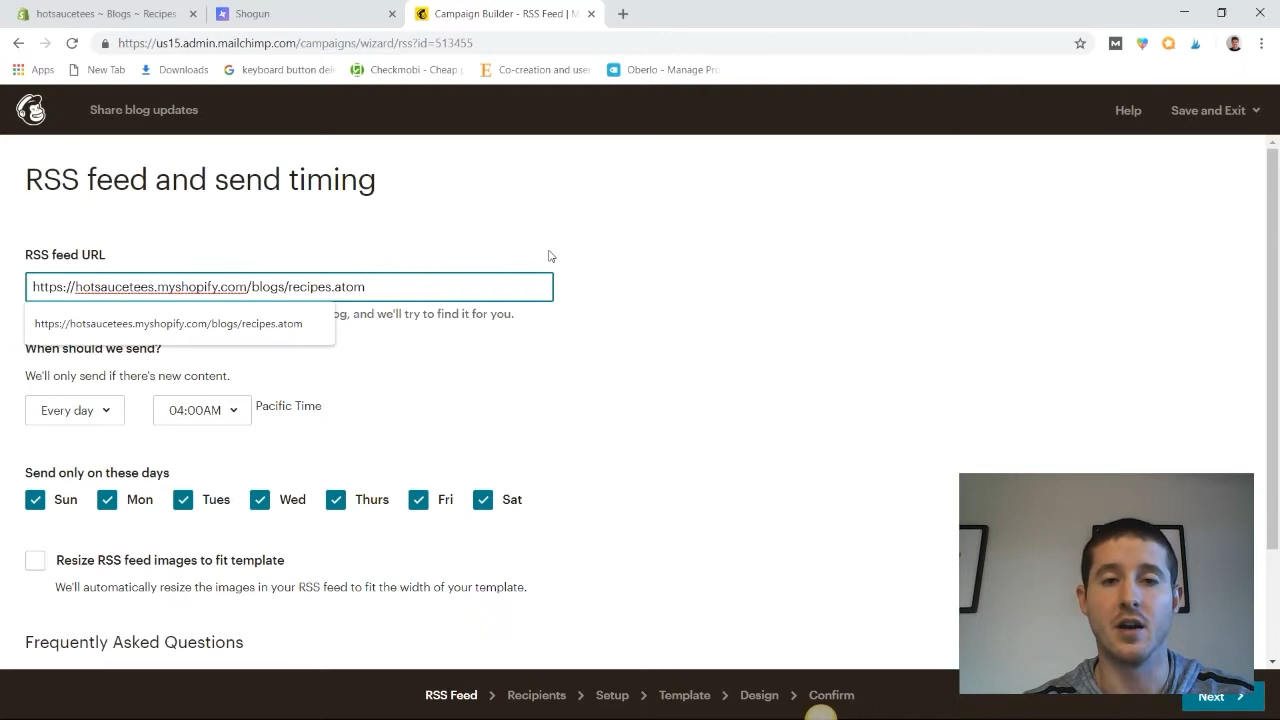 hotsaucetees ~ Blogs ~ Recipes
Shogun
Campaign Builder - RSS Feed | M
https://us15.admin.mailchimp.com/campaigns/wizard/rss?id=513455
Apps
New Tab
Downloads
keyboard button deli
Checkmobi - Cheap p
Co-creation and user
Oberlo - Manage Pro
Share blog updates
Help
Save and Exit
RSS feed and send timing
RSS feed URL
https://hotsaucetees.myshopify.com/blogs/recipes.atom
og, and we'll try to find it for you.
https://hotsaucetees.myshopify.com/blogs/recipes.atom
When should we send?
We'll only send if there's new content.
Every day
04:00AM
Pacific Time
Send only on these days
Sun
Mon
Tues
Wed
Thurs
Fri
Sat
Resize RSS feed images to fit template
We'll automatically resize the images in your RSS feed to fit the width of your template.
Frequently Asked Questions
RSS Feed > Recipients > Setup > Template > Design > Confirm
Next >